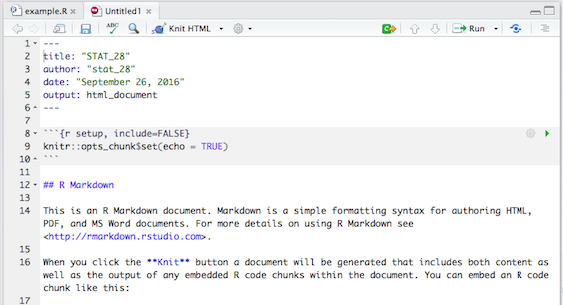 example.R × Untitled1 ×
ABC Knit HTML Run
1 ---
2 title: "STAT_28"
3 author: "stat_28"
4 date: "September 26, 2016"
5 output: html_document
6 ---
7
8 ```{r setup, include=FALSE}
9 knitr::opts_chunk$set(echo = TRUE)
10 ```
11
12 ## R Markdown
13
14 This is an R Markdown document. Markdown is a simple formatting syntax for authoring HTML,
PDF, and MS Word documents. For more details on using R Markdown see
<http://rmarkdown.rstudio.com>.
15
16 When you click the **Knit** button a document will be generated that includes both content as
well as the output of any embedded R code chunks within the document. You can embed an R code
chunk like this:
17